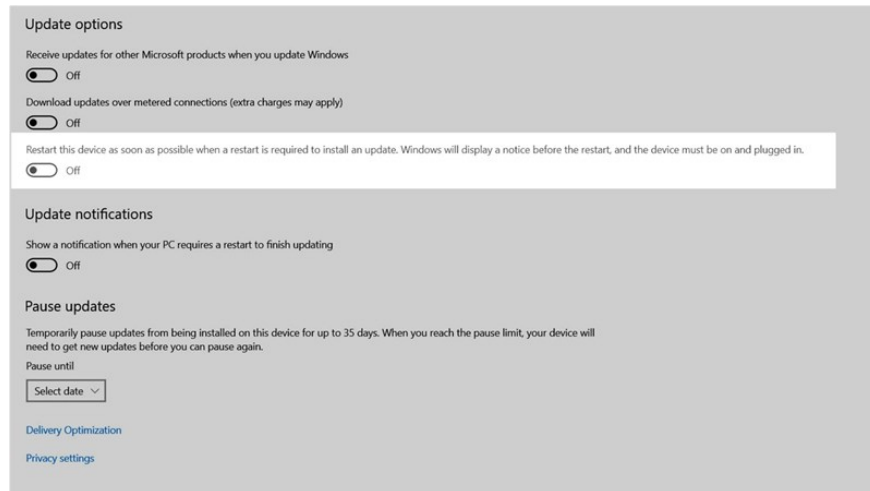 Update options
Receive updates for other Microsoft products when you update Windows
Off
Download updates over metered connections (extra charges may apply)
Off
Restart this device as soon as possible when a restart is required to install an update. Windows will display a notice before the restart, and the device must be on and plugged in.
Off
Update notifications
Show a notification when your PC requires a restart to finish updating
Off
Pause updates
Temporarily pause updates from being installed on this device for up to 35 days. When you reach the pause limit, your device will
need to get new updates before you can pause again.
Pause until
Select date
Delivery Optimization
Privacy settings